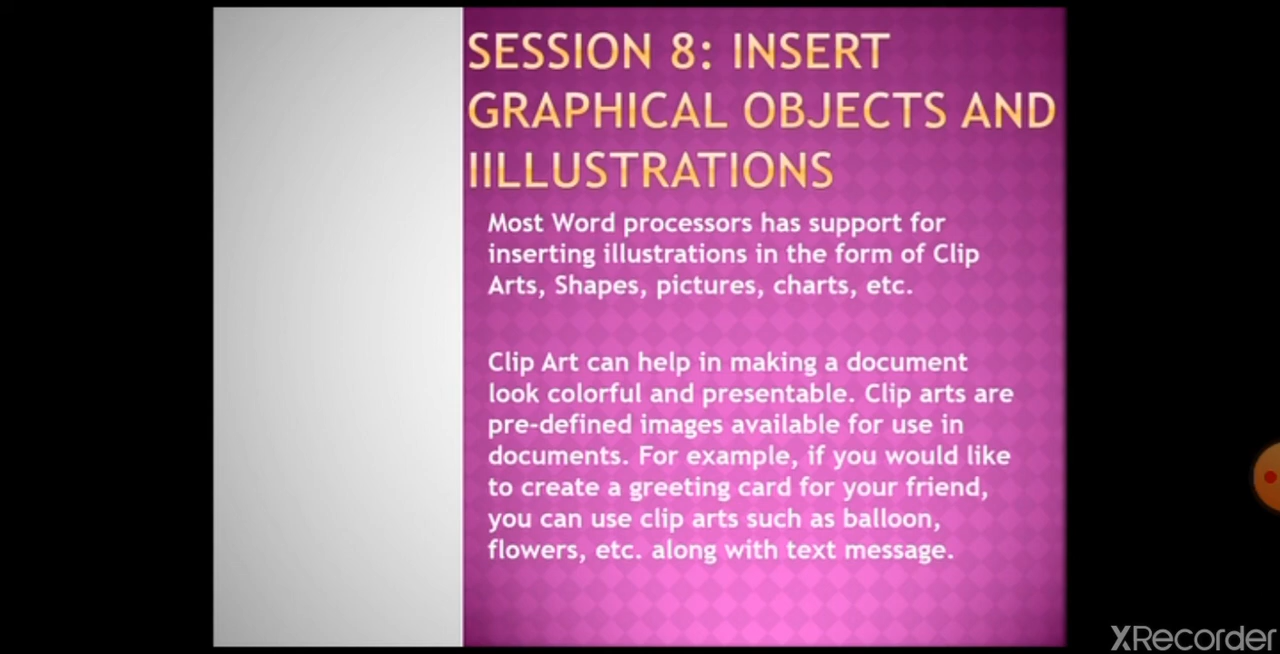 SESSION 8: INSERT
GRAPHICAL OBJECTS AND
IILLUSTRATIONS
Most Word processors has support for
inserting illustrations in the form of Clip
Arts, Shapes, pictures, charts, etc.
Clip Art can help in making a document
look colorful and presentable. Clip arts are
pre-defined images available for use in
documents. For example, if you would like
to create a greeting card for your friend,
you can use clip arts such as balloon,
flowers, etc. along with text message.
XRecorder